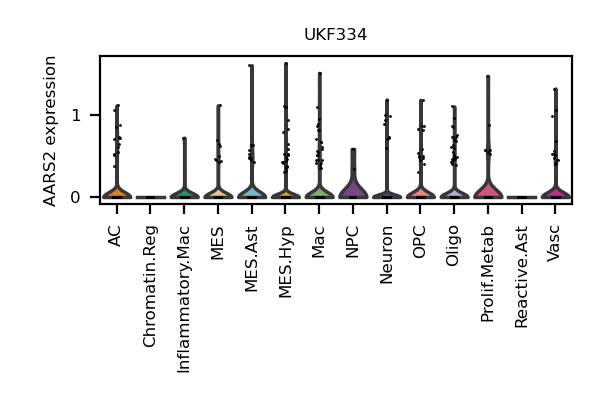 UKF334
AARS2 expression
1
0
AC
Chromatin.Reg
Inflammatory.Mac
MES
MES.Ast
MES.Hyp
Mac
NPC
Neuron
OPC
Oligo
Prolif.Metab
Reactive.Ast
Vasc